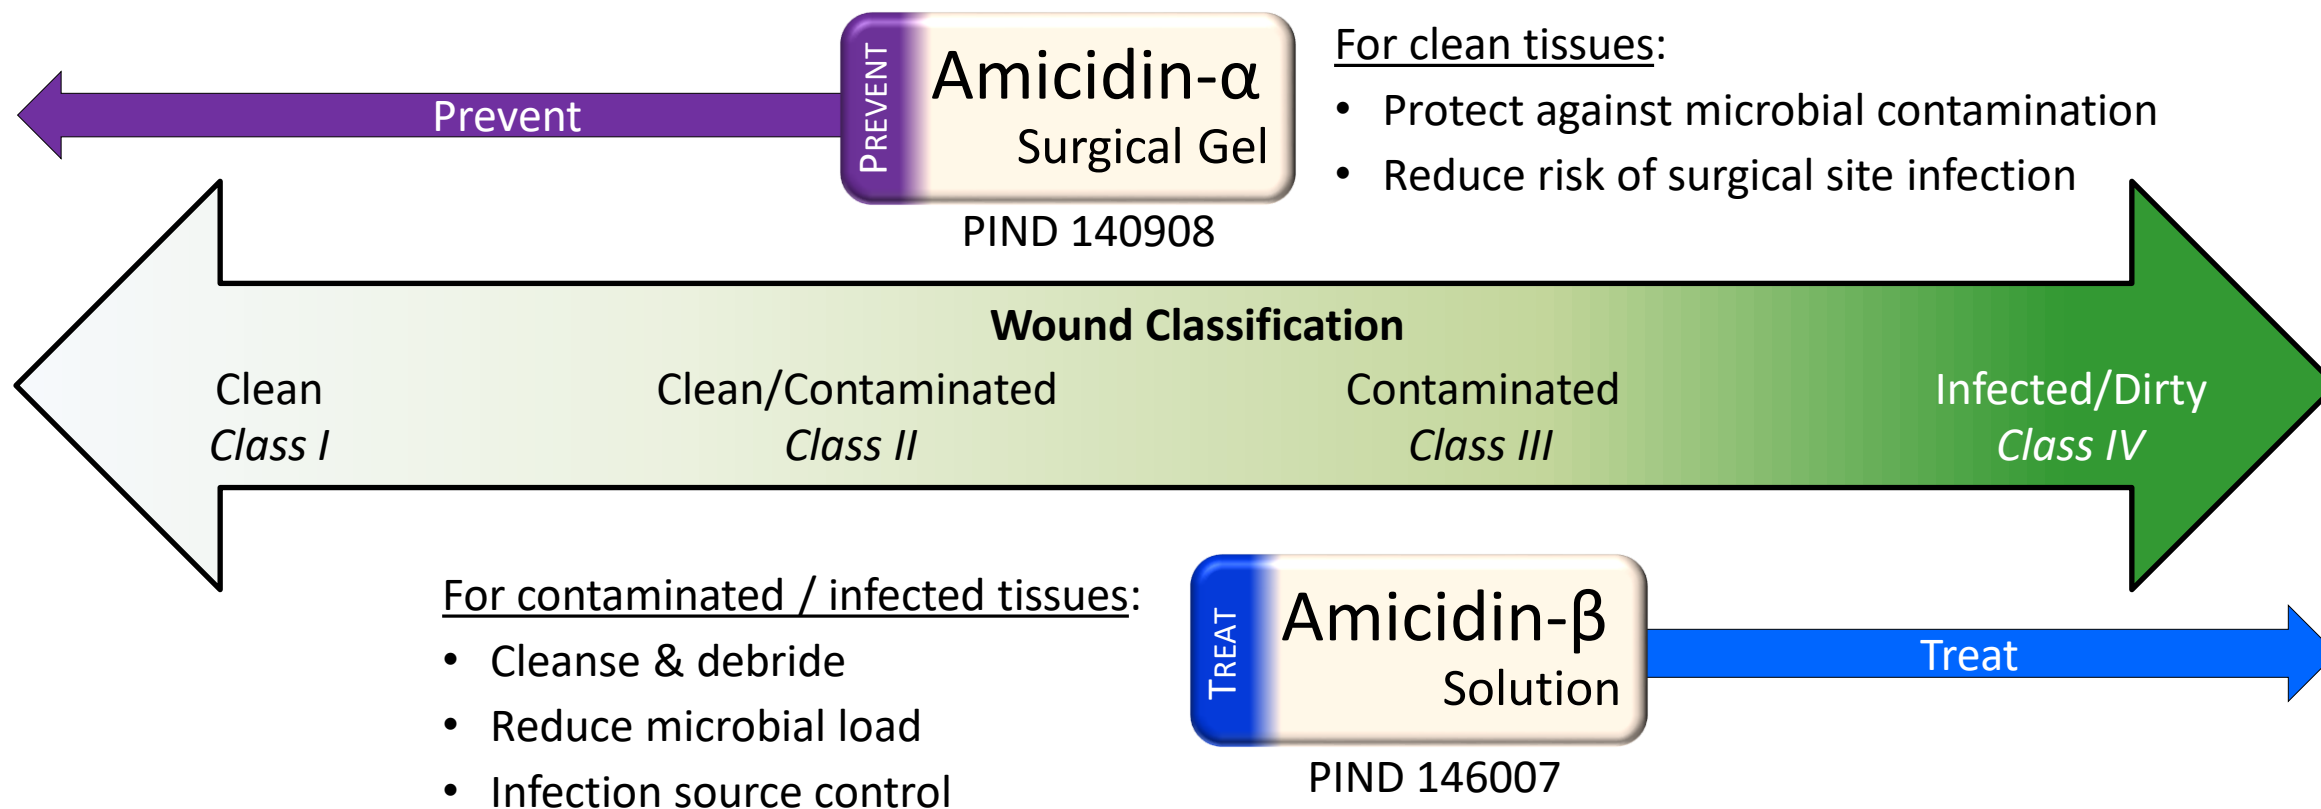 Prevent
PREVENT
Amicidin-α
Surgical Gel
PIND 140908
For clean tissues:
• Protect against microbial contamination
• Reduce risk of surgical site infection
Wound Classification
Clean
Class I
Clean/Contaminated
Class II
Contaminated
Class III
Infected/Dirty
Class IV
For contaminated / infected tissues:
• Cleanse & debride
• Reduce microbial load
• Infection source control
TREAT
Amicidin-β
Solution
PIND 146007
Treat